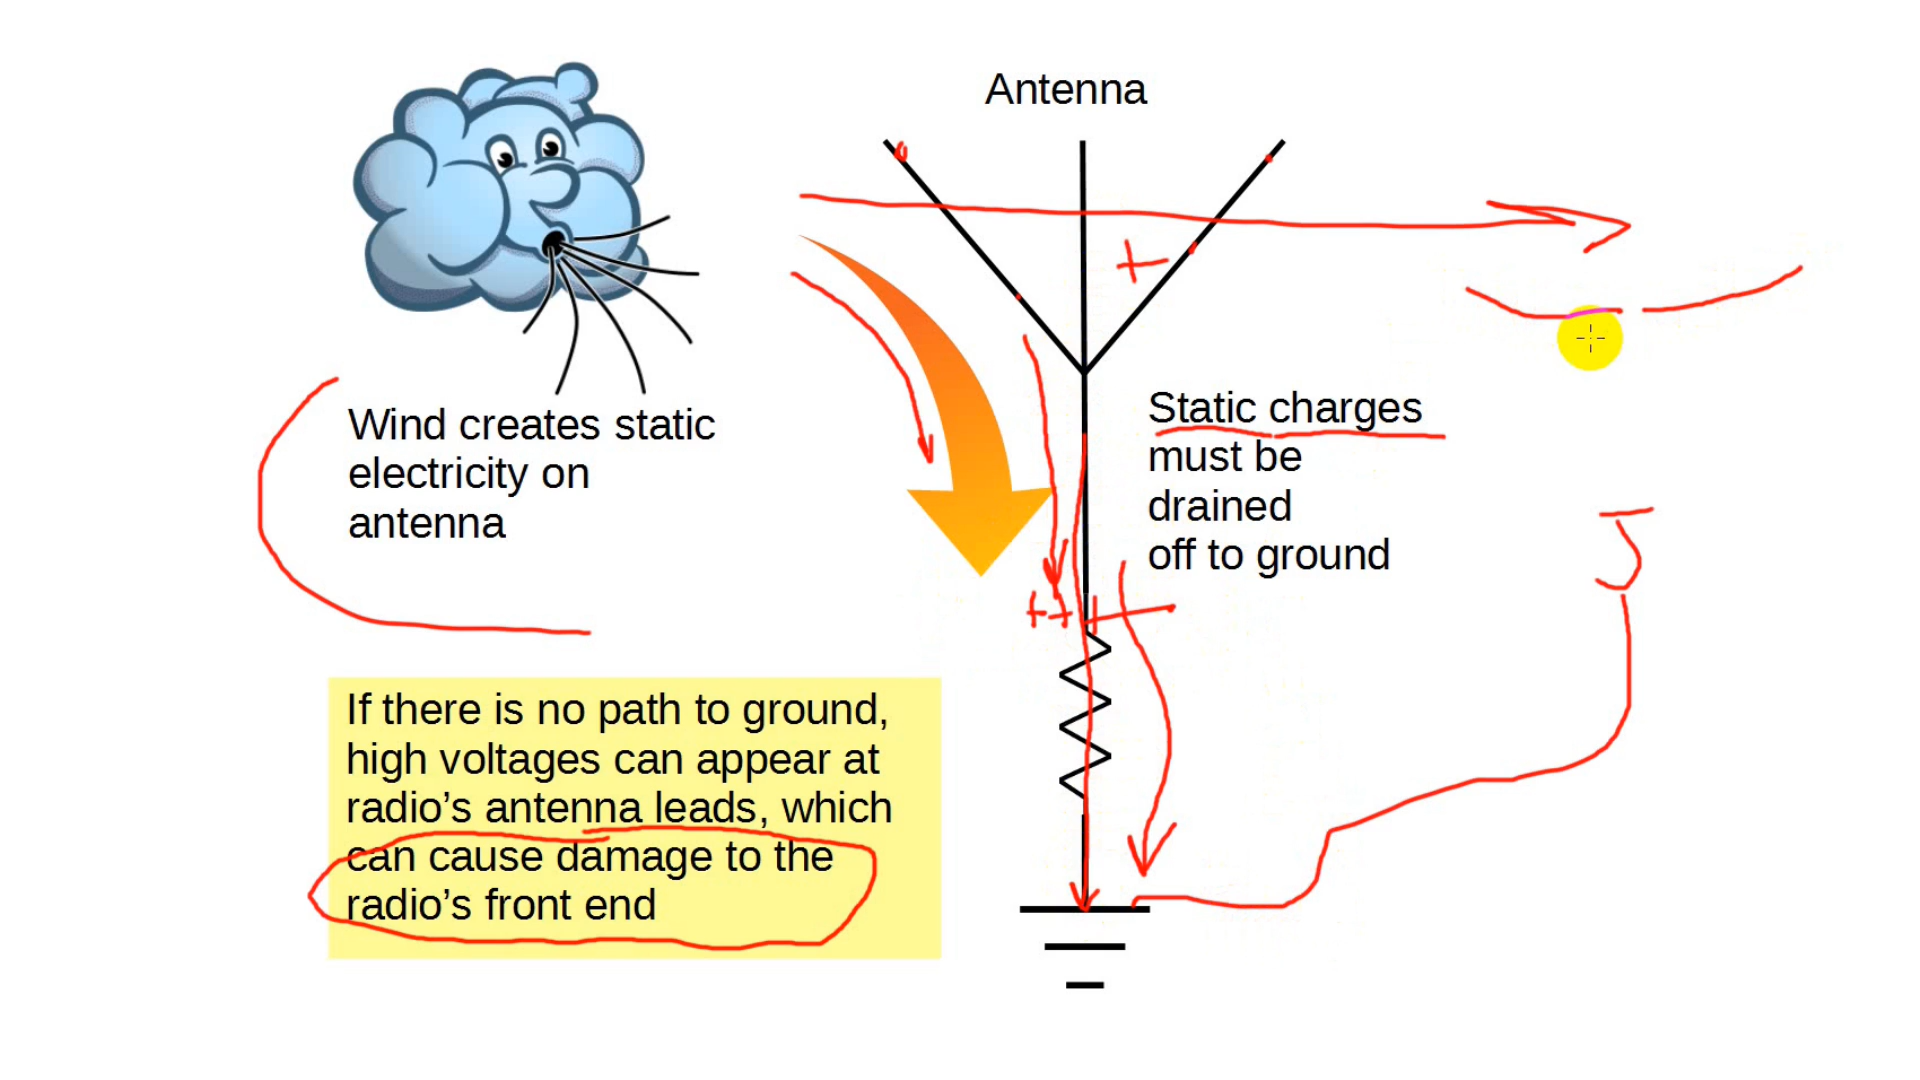 Antenna
Wind creates static
electricity on
antenna
Static charges
must be
drained
off to ground
If there is no path to ground,
high voltages can appear at
radio’s antenna leads, which
can cause damage to the
radio’s front end